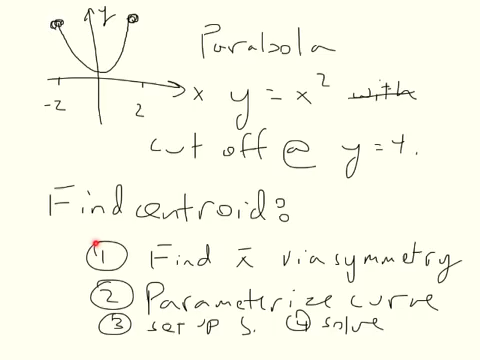 y
Parabola
-2 2 x y = x² with
cut off @ y = 4.
Find centroid:
① Find x̄ via symmetry
② Parameterize curve
③ set up ∫. ④ solve